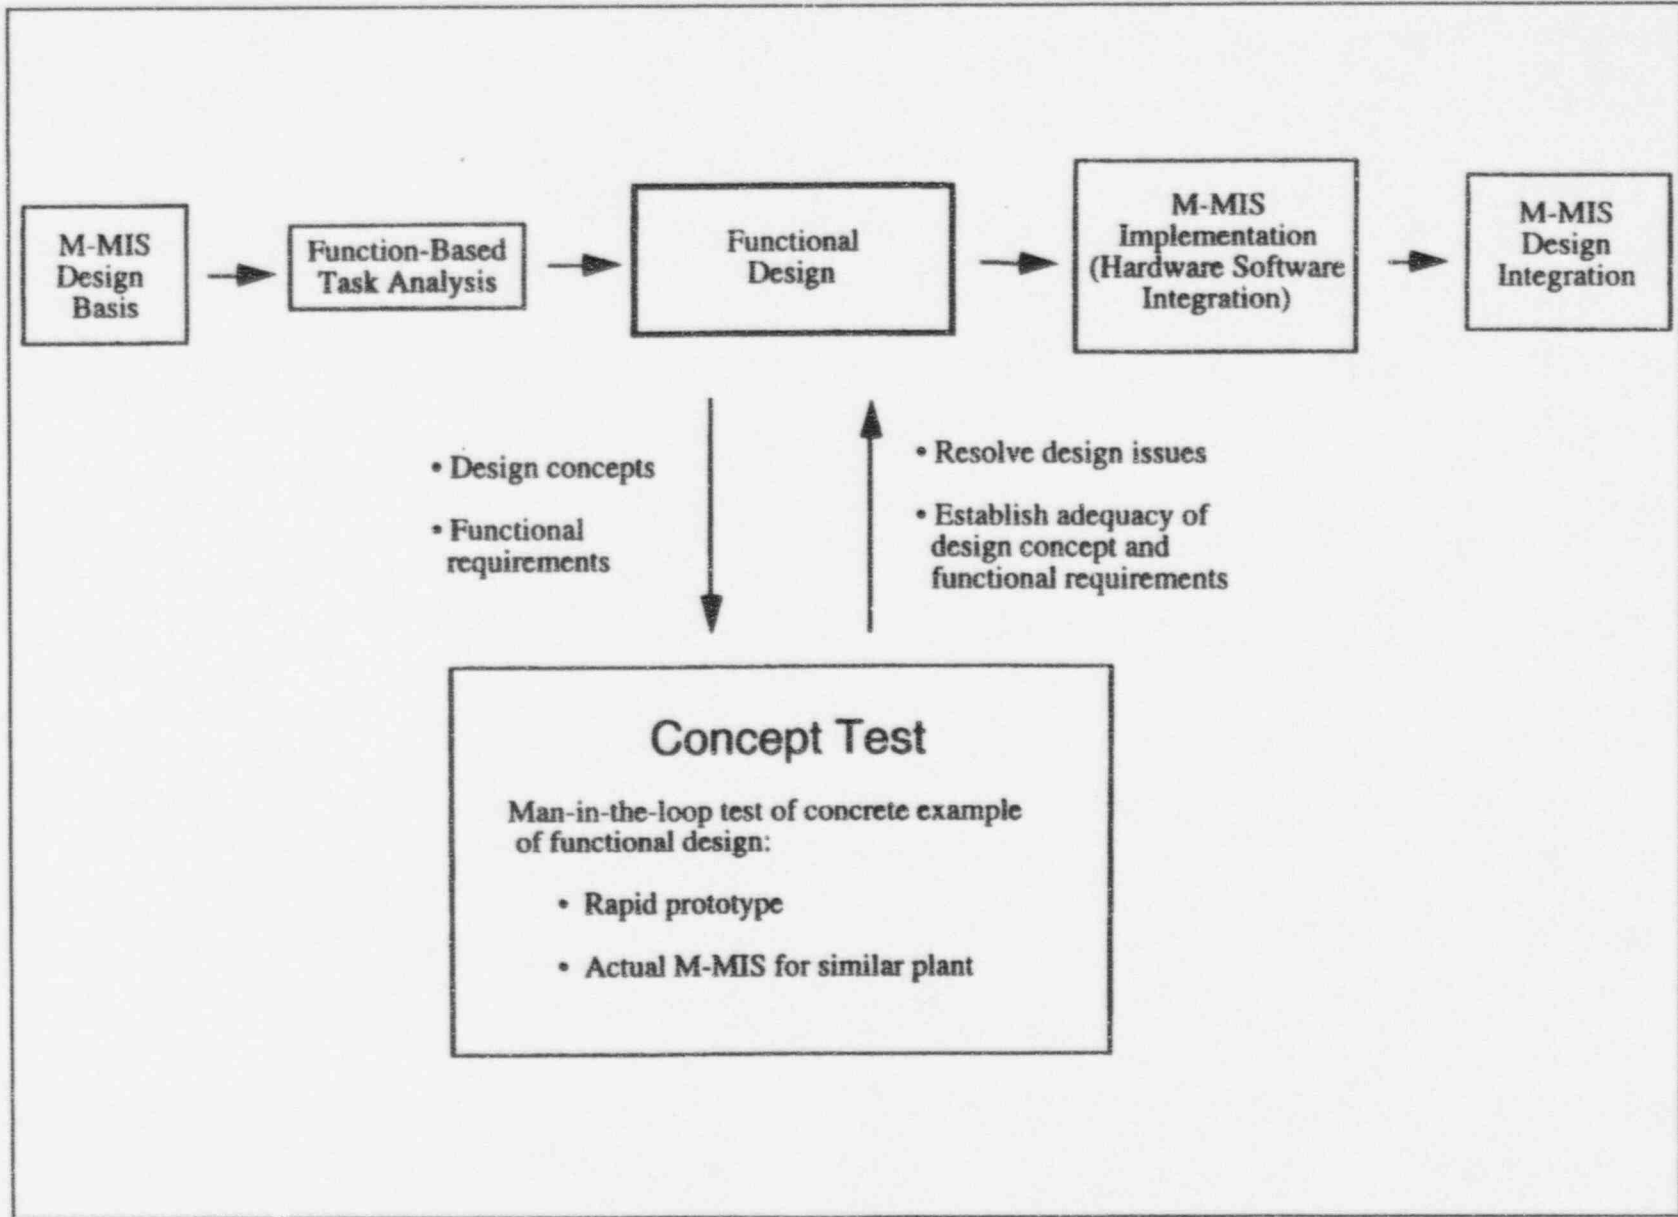 M-MIS
Design
Basis
Function-Based
Task Analysis
Functional
Design
M-MIS
Implementation
(Hardware Software
Integration)
M-MIS
Design
Integration
• Design concepts
• Functional
requirements
• Resolve design issues
• Establish adequacy of
design concept and
functional requirements
Concept Test
Man-in-the-loop test of concrete example
of functional design:
• Rapid prototype
• Actual M-MIS for similar plant